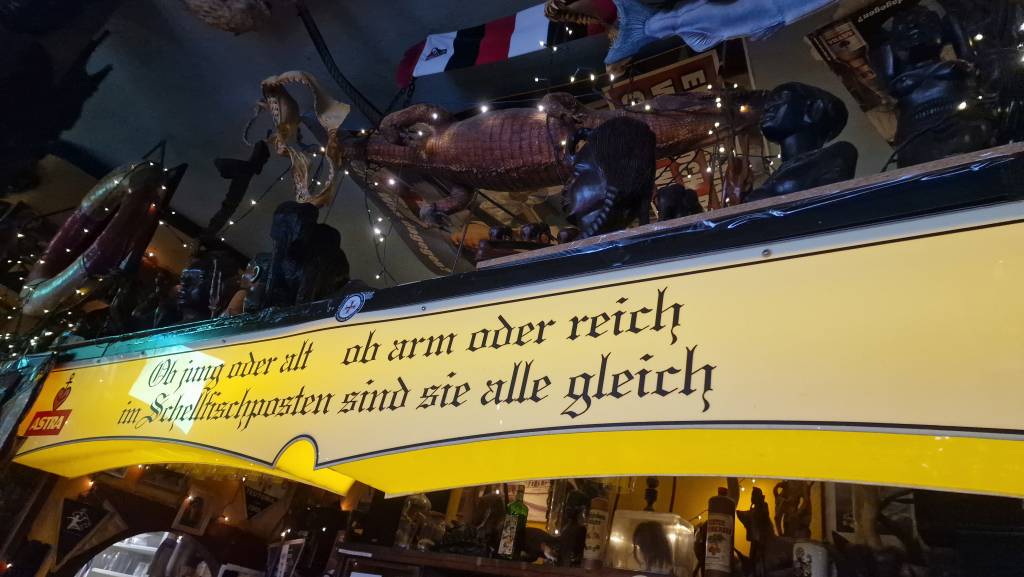 Ob jung oder alt ob arm oder reich
im Schellfischposten sind sie alle gleich
ASTRA